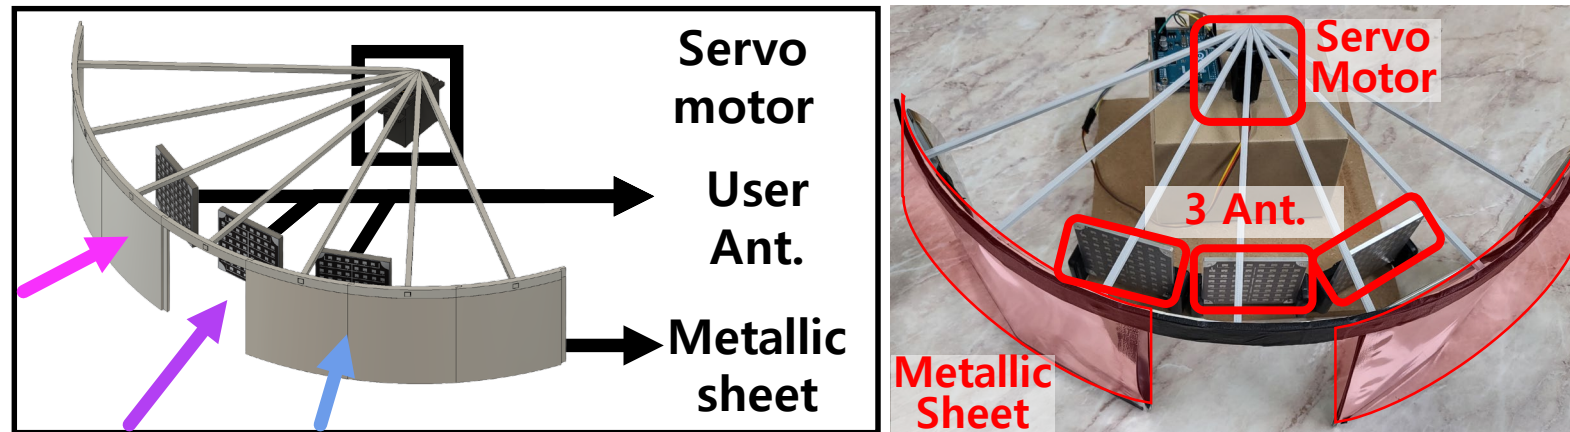 Servo
motor
User
Ant.
Metallic
sheet
Servo
Motor
3 Ant.
Metallic
Sheet